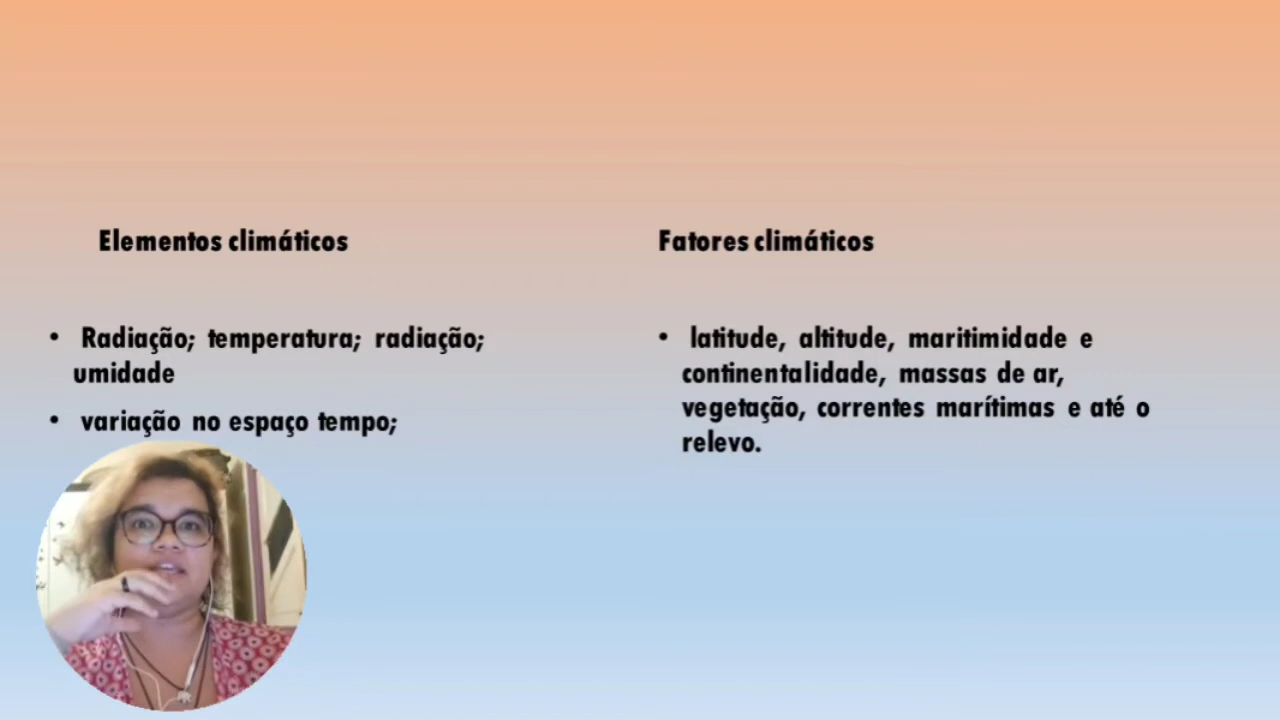 Elementos climáticos
• Radiação; temperatura; radiação;
umidade
• variação no espaço tempo;
Fatores climáticos
• latitude, altitude, maritimidade e
continentalidade, massas de ar,
vegetação, correntes marítimas e até o
relevo.